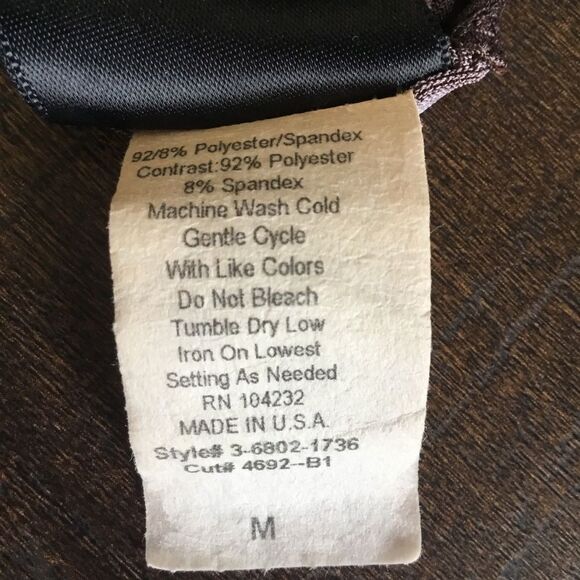 92/8% Polyester/Spandex
Contrast:92% Polyester
8% Spandex
Machine Wash Cold
Gentle Cycle
With Like Colors
Do Not Bleach
Tumble Dry Low
Iron On Lowest
Setting As Needed
RN 104232
MADE IN U.S.A.
Style# 3-6802-1736
Cut# 4692--B1
M